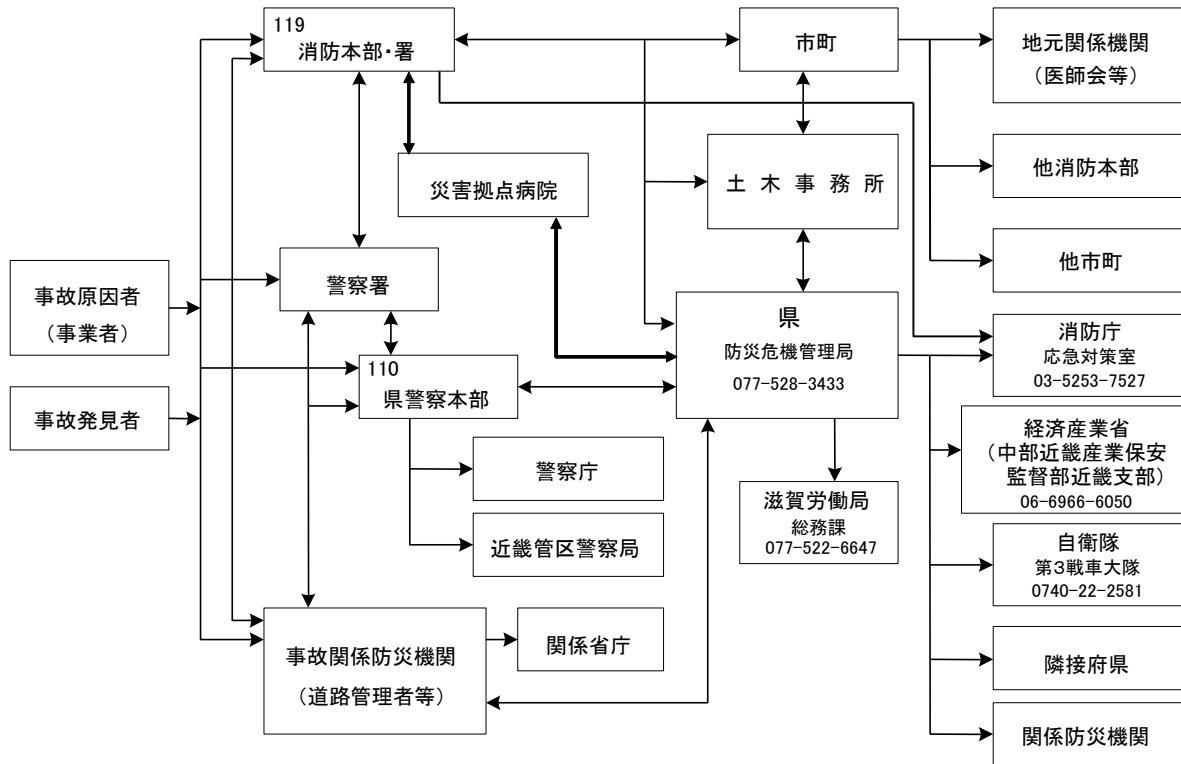 119
消防本部・署
市町
地元関係機関
（医師会等）
他消防本部
災害拠点病院
土 木 事 務 所
他市町
警察署
事故原因者
（事業者）
県
防災危機管理局
077-528-3433
消防庁
応急対策室
03-5253-7527
110
県警察本部
事故発見者
経済産業省
（中部近畿産業保安
監督部近畿支部）
06-6966-6050
警察庁
滋賀労働局
総務課
077-522-6647
近畿管区警察局
自衛隊
第3戦車大隊
0740-22-2581
事故関係防災機関
（道路管理者等）
関係省庁
隣接府県
関係防災機関